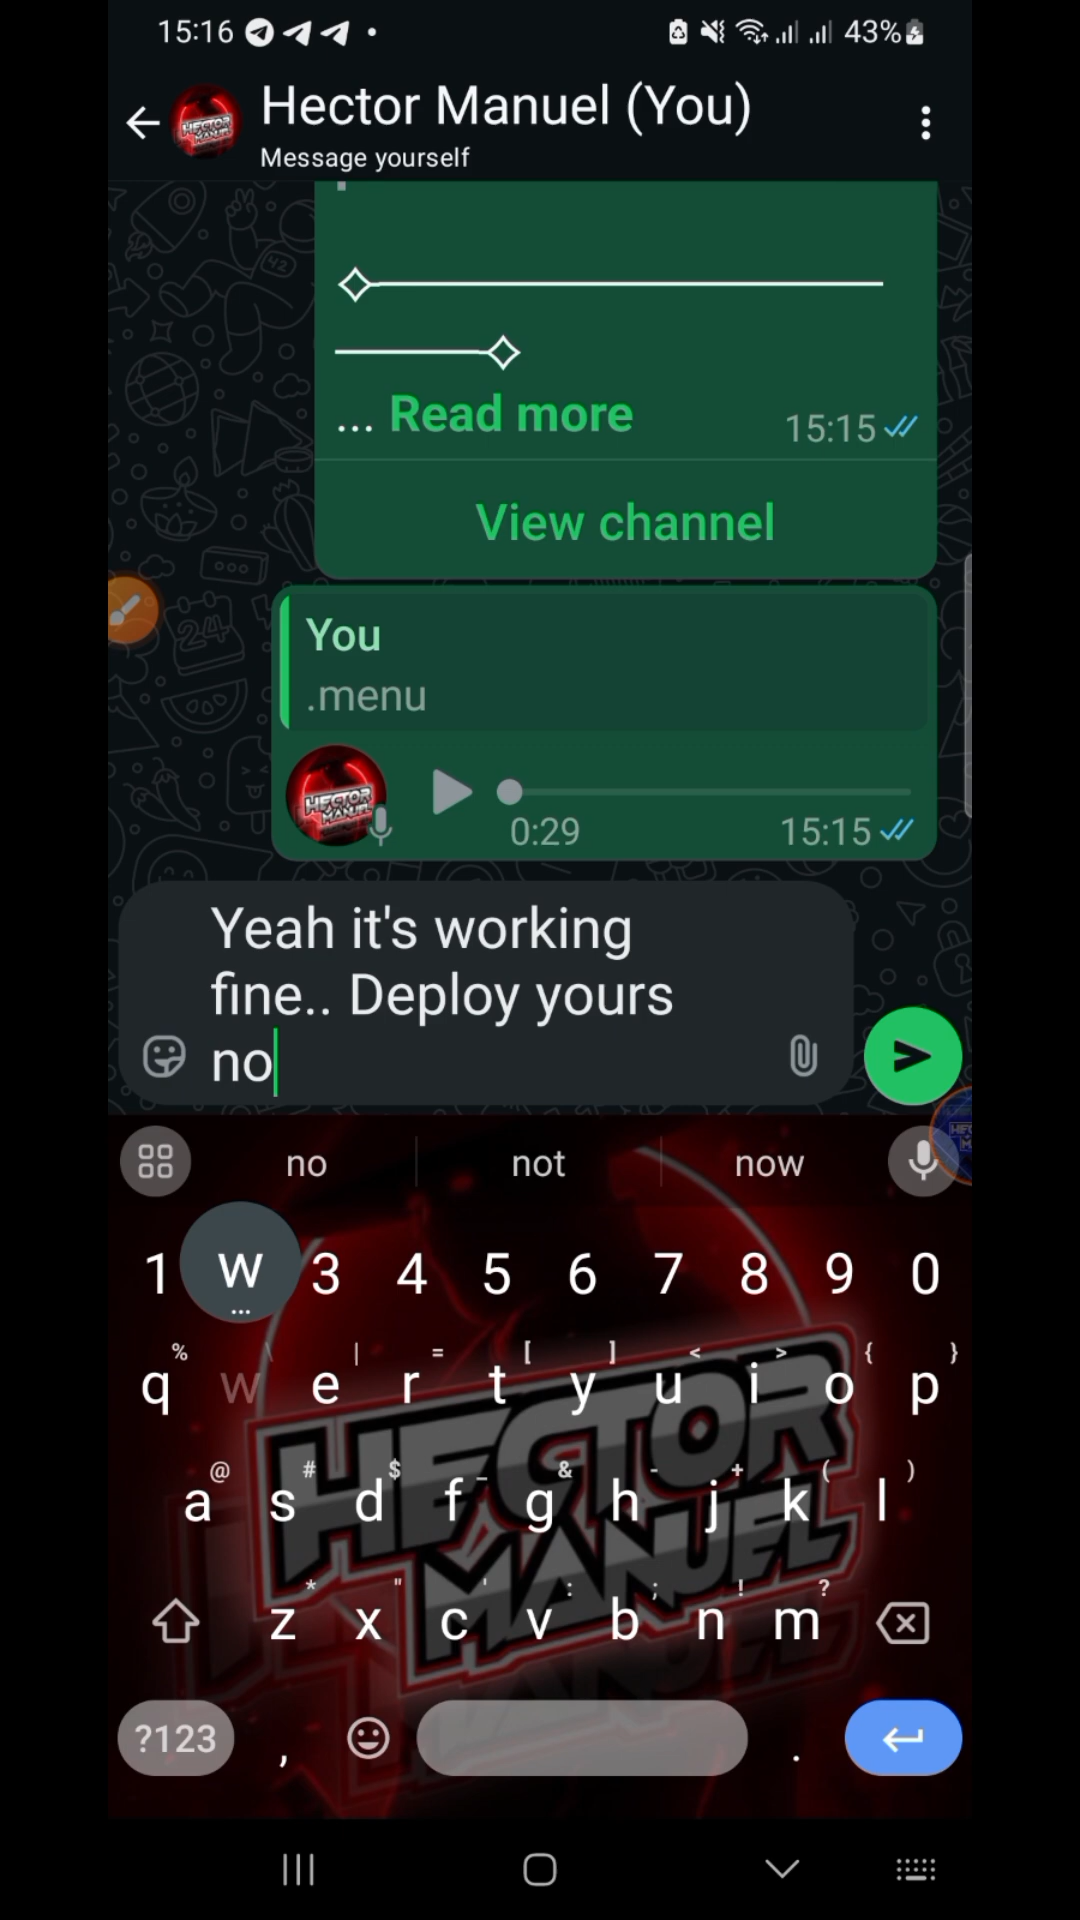 15:16
43%
Hector Manuel (You)
Message yourself
... Read more
15:15
View channel
You
.menu
HECTOR
MANUEL
0:29
15:15
Yeah it's working
fine.. Deploy yours
no
no not now
1 w 3 4 5 6 7 8 9 0
...
% \ | = [ ] < > { }
q w e r t y u i o p
@ # $ _ & - + ( )
a s d f g h j k l
* " ' : ; ! ?
z x c v b n m
HECTOR
MANUEL
?123 , .